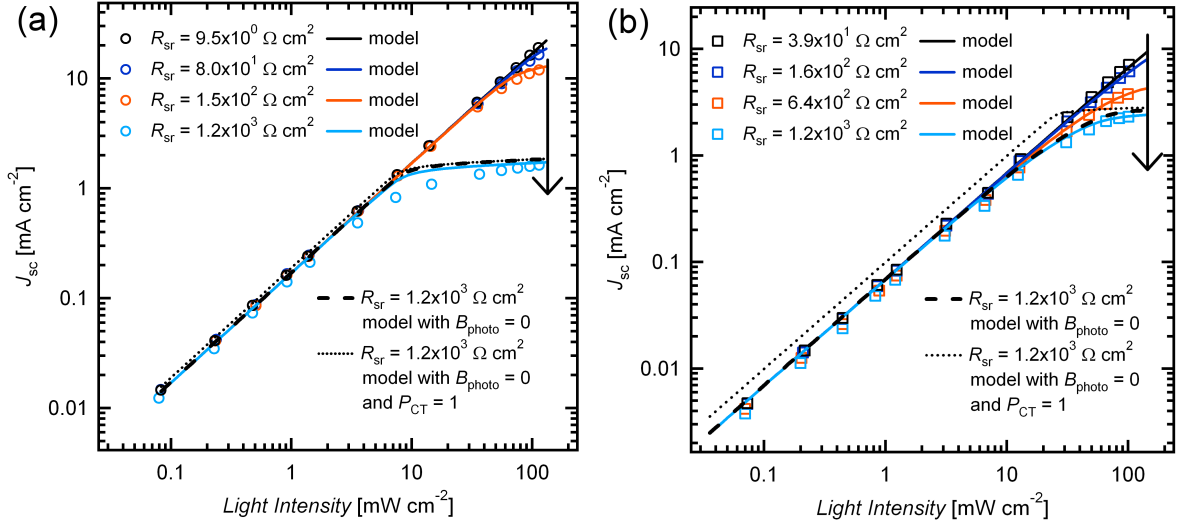 (a)
R_sr = 9.5x10^0 Ω cm^2 model
R_sr = 8.0x10^1 Ω cm^2 model
R_sr = 1.5x10^2 Ω cm^2 model
R_sr = 1.2x10^3 Ω cm^2 model
10
1
0.1
0.01
J_sc [mA cm^-2]
R_sr = 1.2x10^3 Ω cm^2
model with B_photo = 0
R_sr = 1.2x10^3 Ω cm^2
model with B_photo = 0
and P_CT = 1
0.1 1 10 100
Light Intensity [mW cm^-2]
(b)
R_sr = 3.9x10^1 Ω cm^2 model
R_sr = 1.6x10^2 Ω cm^2 model
R_sr = 6.4x10^2 Ω cm^2 model
R_sr = 1.2x10^3 Ω cm^2 model
10
1
0.1
0.01
J_sc [mA cm^-2]
R_sr = 1.2x10^3 Ω cm^2
model with B_photo = 0
R_sr = 1.2x10^3 Ω cm^2
model with B_photo = 0
and P_CT = 1
0.1 1 10 100
Light Intensity [mW cm^-2]